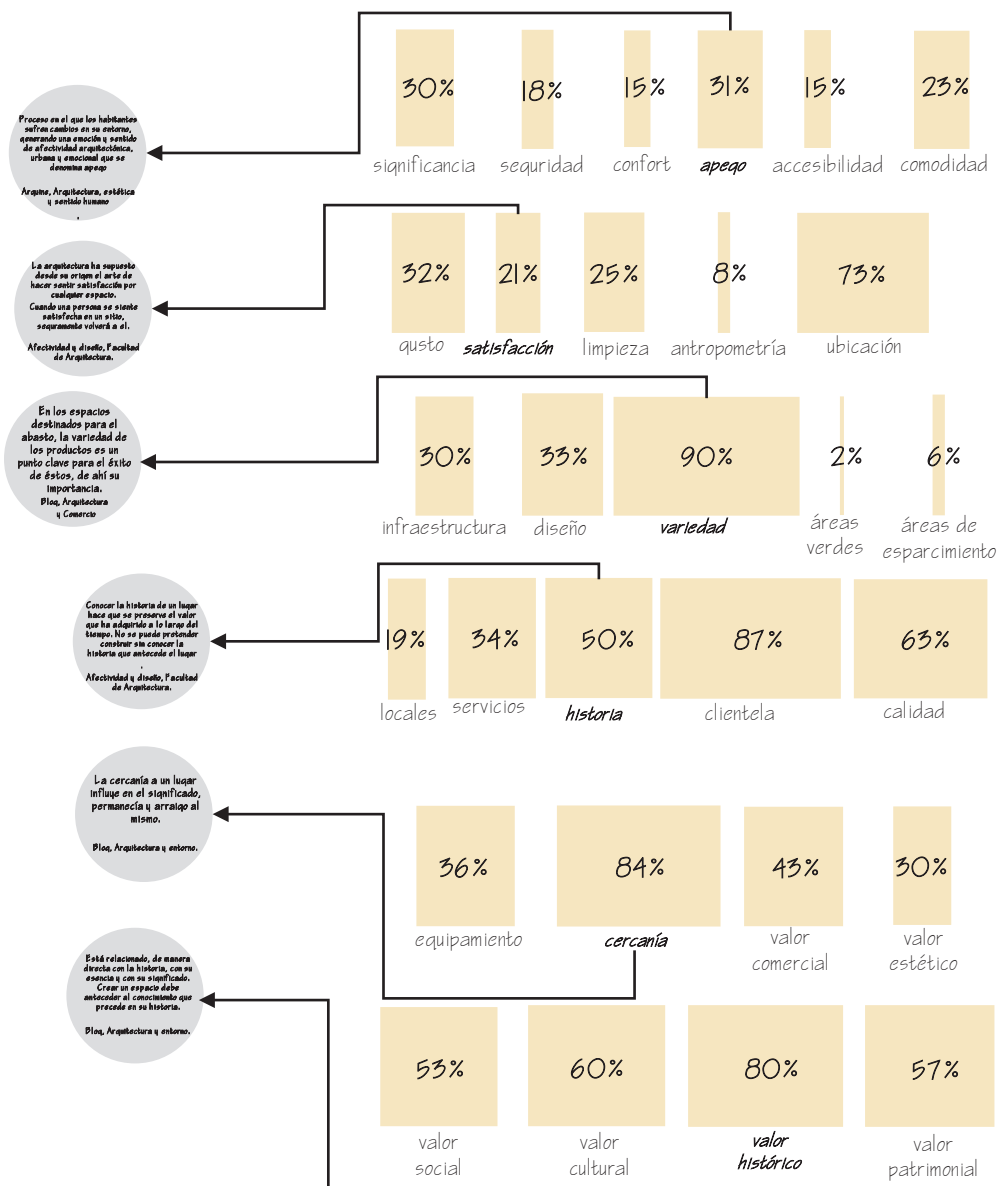 30% 18% 15% 31% 15% 23%
significancia seguridad confort apego accesibilidad comodidad
Proceso en el que los habitantes
sufren cambios en su entorno,
generando una emoción y sentido
de afectividad arquitectónica,
urbana y emocional que se
denomina apego
Arquine, Arquitectura, estética
y sentido humano
.
32% 21% 25% 8% 73%
gusto satisfacción limpieza antropometría ubicación
La arquitectura ha supuesto
desde su origen el arte de
hacer sentir satisfacción por
cualquier espacio.
Cuando una persona se siente
satisfecha en un sitio,
seguramente volverá a el.
Afectividad y diseño, Facultad
de Arquitectura.
30% 33% 90% 2% 6%
infraestructura diseño variedad áreas verdes áreas de esparcimiento
En los espacios
destinados para el
abasto, la variedad de
los productos es un
punto clave para el éxito
de éstos, de ahí su
importancia.
Blog, Arquitectura
y Comercio
19% 34% 50% 87% 63%
locales servicios historia clientela calidad
Conocer la historia de un lugar
hace que se preserve el valor
que ha adquirido a lo largo del
tiempo. No se puede pretender
construir sin conocer la
historia que antecede el lugar
.
Afectividad y diseño, Facultad
de Arquitectura.
La cercanía a un lugar
influye en el significado,
permanecía y arraigo al
mismo.
Blog, Arquitectura y entorno.
36% 84% 43% 30%
equipamiento cercanía valor comercial valor estético
Está relacionado, de manera
directa con la historia, con su
esencia y con su significado.
Crear un espacio debe
anteceder al conocimiento que
precede en su historia.
Blog, Arquitectura y entorno.
53% 60% 80% 57%
valor social valor cultural valor histórico valor patrimonial